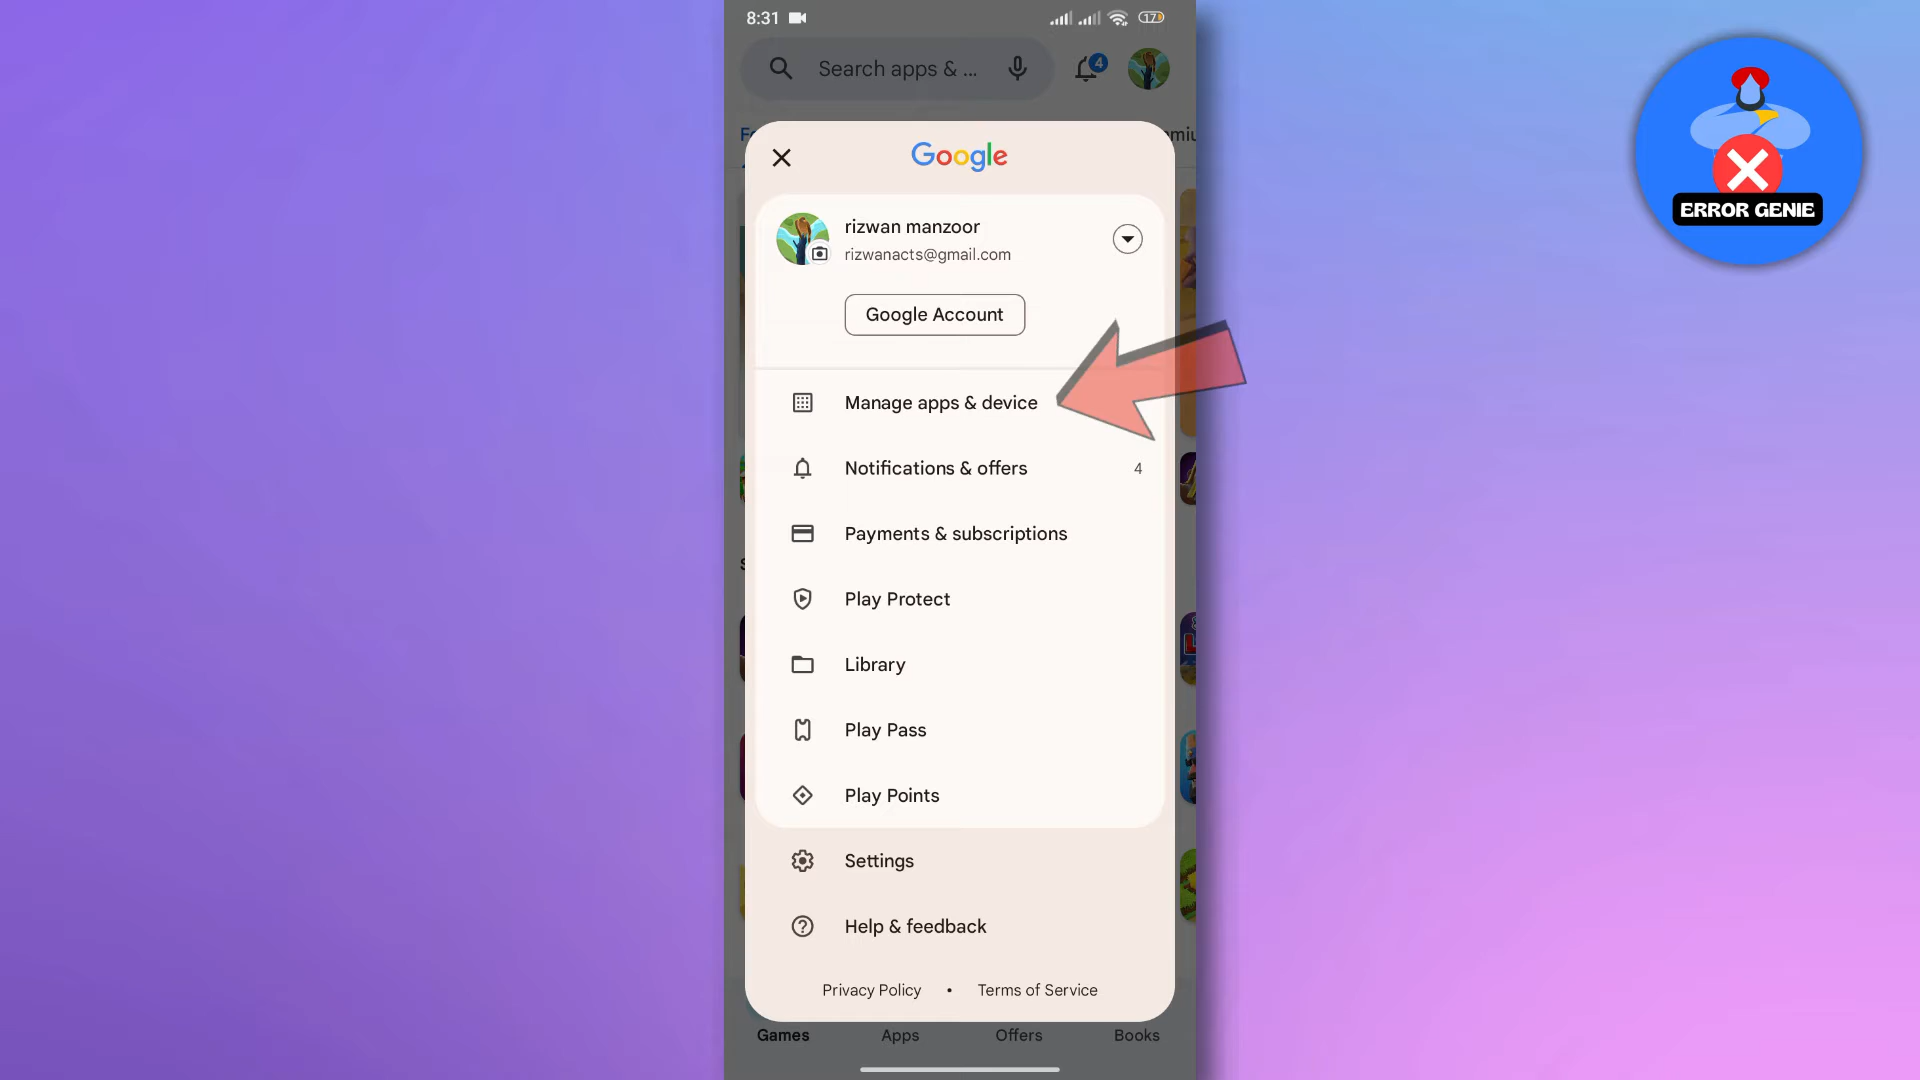 8:31
17
Search apps & ...
4
Google
rizwan manzoor
rizwanacts@gmail.com
Google Account
Manage apps & device
Notifications & offers 4
Payments & subscriptions
Play Protect
Library
Play Pass
Play Points
Settings
Help & feedback
Privacy Policy • Terms of Service
Games Apps Offers Books
ERROR GENIE